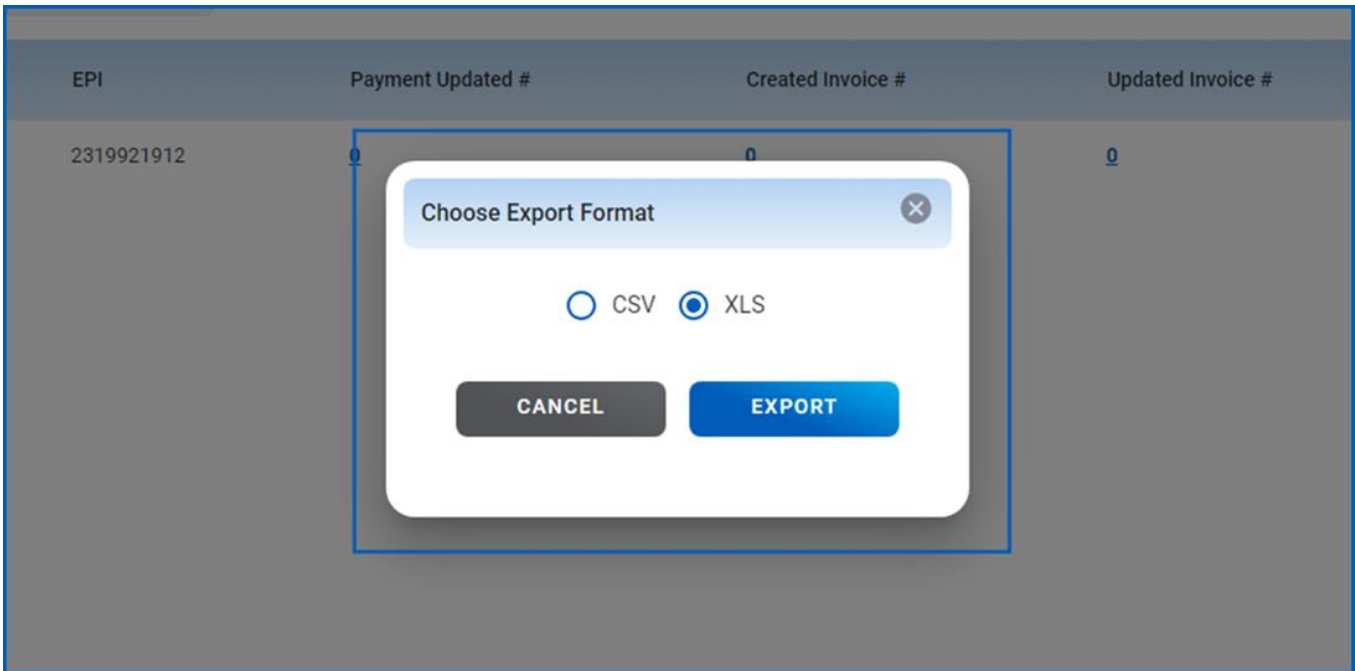 EPI Payment Updated # Created Invoice # Updated Invoice #
2319921912 0 0 0
Choose Export Format
CSV XLS
CANCEL EXPORT